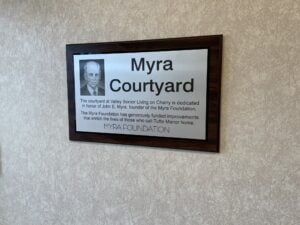 Myra
Courtyard
The courtyard at Valley Senior Living on Cherry is dedicated
in honor of John E. Myra, founder of the Myra Foundation.
The Myra Foundation has generously funded improvements
that enrich the lives of those who call Tufte Manor home.
MYRA FOUNDATION